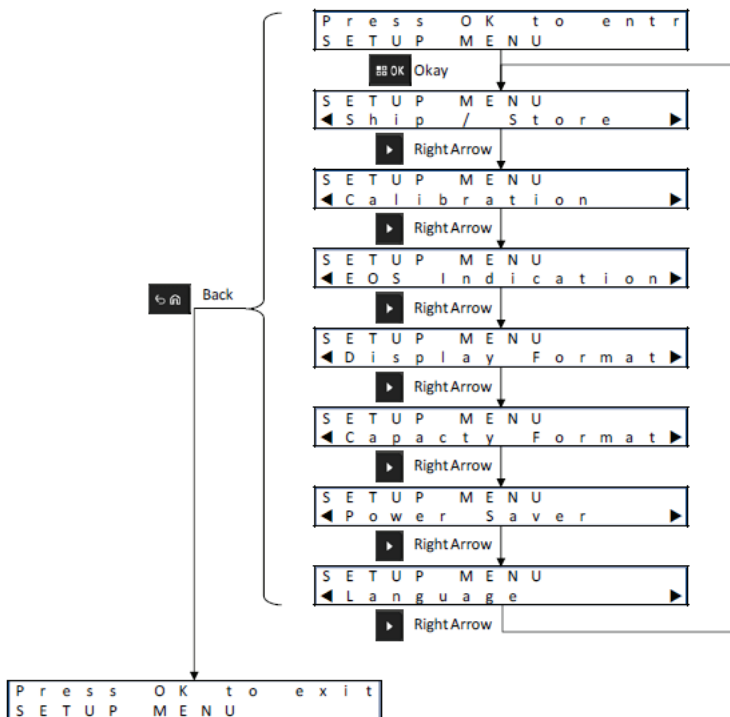 Press OK to entr
SETUP MENU
OK Okay
SETUP MENU
◀Ship / Store ▶
Right Arrow
SETUP MENU
◀Calibration ▶
Right Arrow
SETUP MENU
◀EOS Indication▶
Right Arrow
Back
SETUP MENU
◀Display Format▶
Right Arrow
SETUP MENU
◀Capacty Format▶
Right Arrow
SETUP MENU
◀Power Saver ▶
Right Arrow
SETUP MENU
◀Language ▶
Right Arrow
Press OK to exit
SETUP MENU